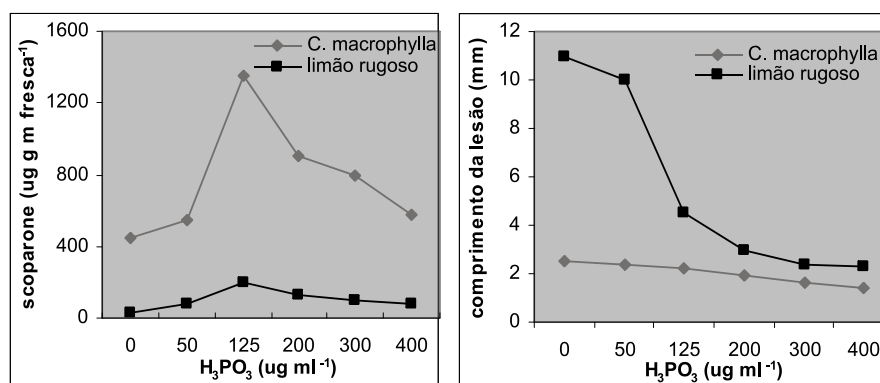 scoparone (ug g m fresca⁻¹)
1600
1200
800
400
0
C. macrophylla
limão rugoso
0 50 125 200 300 400
H₃PO₃ (ug ml ⁻¹)
comprimento da lesão (mm)
12
10
8
6
4
2
0
C. macrophylla
limão rugoso
0 50 125 200 300 400
H₃PO₃ (ug ml ⁻¹)